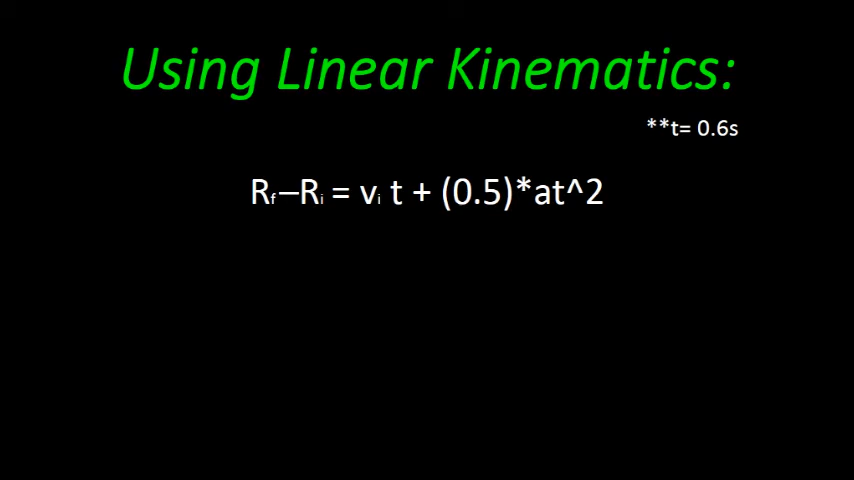 Using Linear Kinematics:
**t= 0.6s
Rf–Ri = vi t + (0.5)*at^2